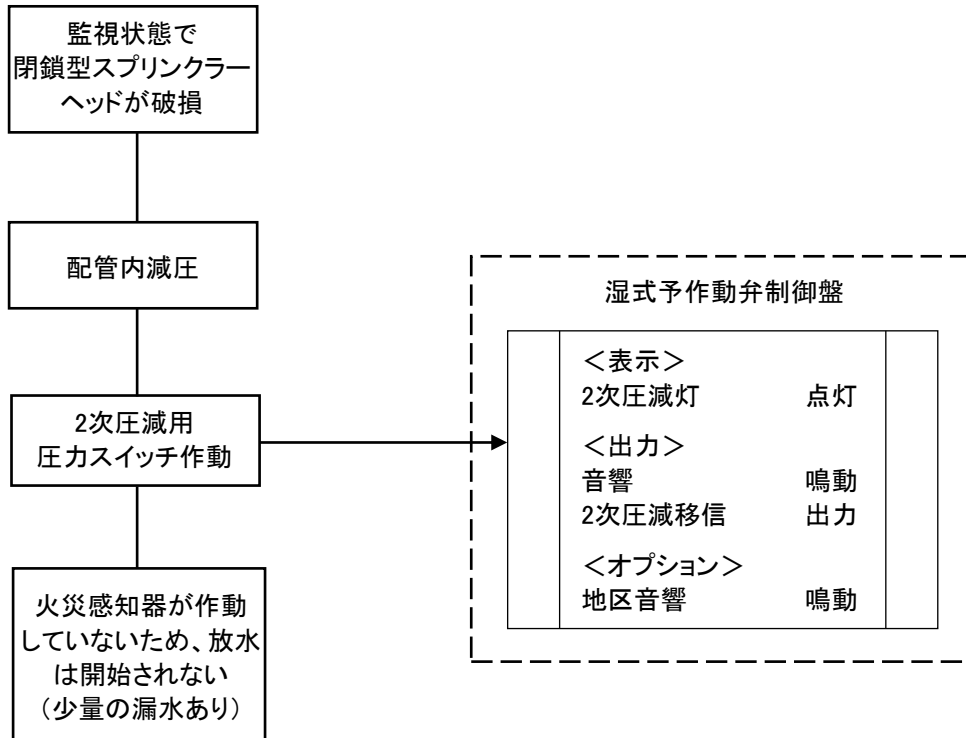 監視状態で
閉鎖型スプリンクラー
ヘッドが破損
配管内減圧
2次圧減用
圧力スイッチ作動
火災感知器が作動
していないため、放水
は開始されない
（少量の漏水あり）
湿式予作動弁制御盤
＜表示＞
2次圧減灯 点灯
＜出力＞
音響 鳴動
2次圧減移信 出力
＜オプション＞
地区音響 鳴動